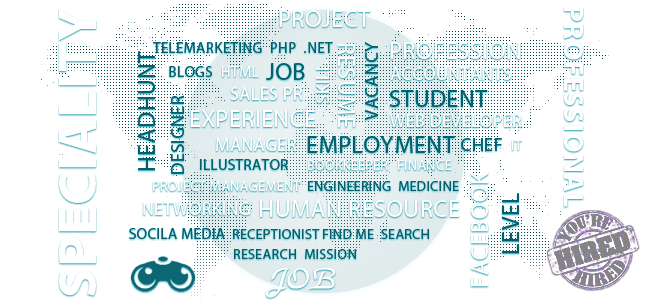 PROJECT
SPECIALITY
PROFESSIONAL
TELEMARKETING PHP .NET
HEADHUNT
RESUME
VACANCY
PROFESSION
BLOGS HTML JOB
ACCOUNTANTS
SALES PR
STUDENT
DESIGNER
EXPERIENCE
WEB DEVELOPER
MANAGER EMPLOYMENT CHEF IT
ILLUSTRATOR BOOKKEEPER FINANCE
PROJECT MANAGEMENT ENGINEERING MEDICINE
FACEBOOK
LEVEL
NETWORKING HUMAN RESOURCE
SOCILA MEDIA RECEPTIONIST FIND ME SEARCH
RESEARCH MISSION
JOB
YOU'RE
HIRED
HIRED